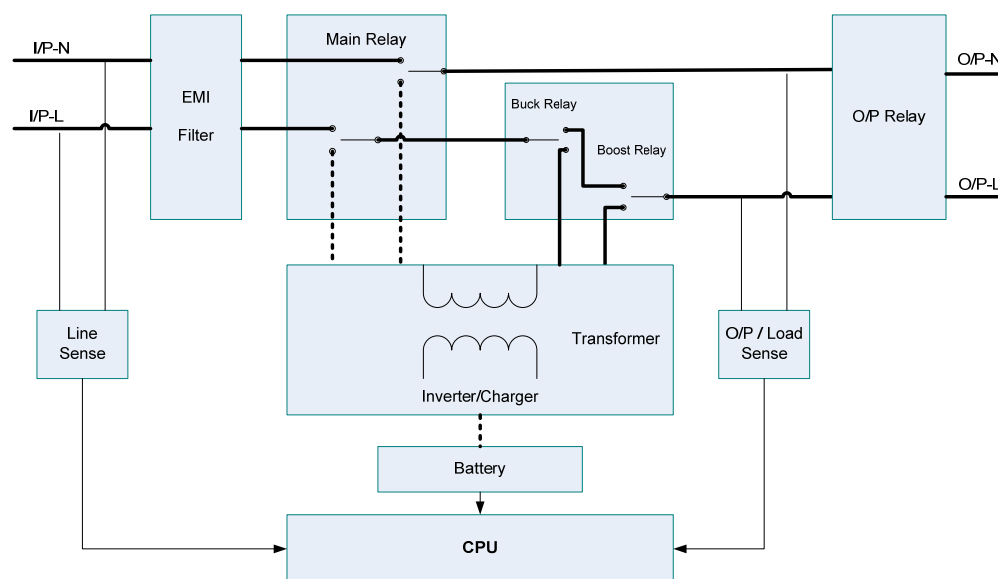 I/P-N
I/P-L
EMI
Filter
Main Relay
Buck Relay
Boost Relay
O/P Relay
O/P-N
O/P-L
Line
Sense
Transformer
Inverter/Charger
O/P / Load
Sense
Battery
CPU